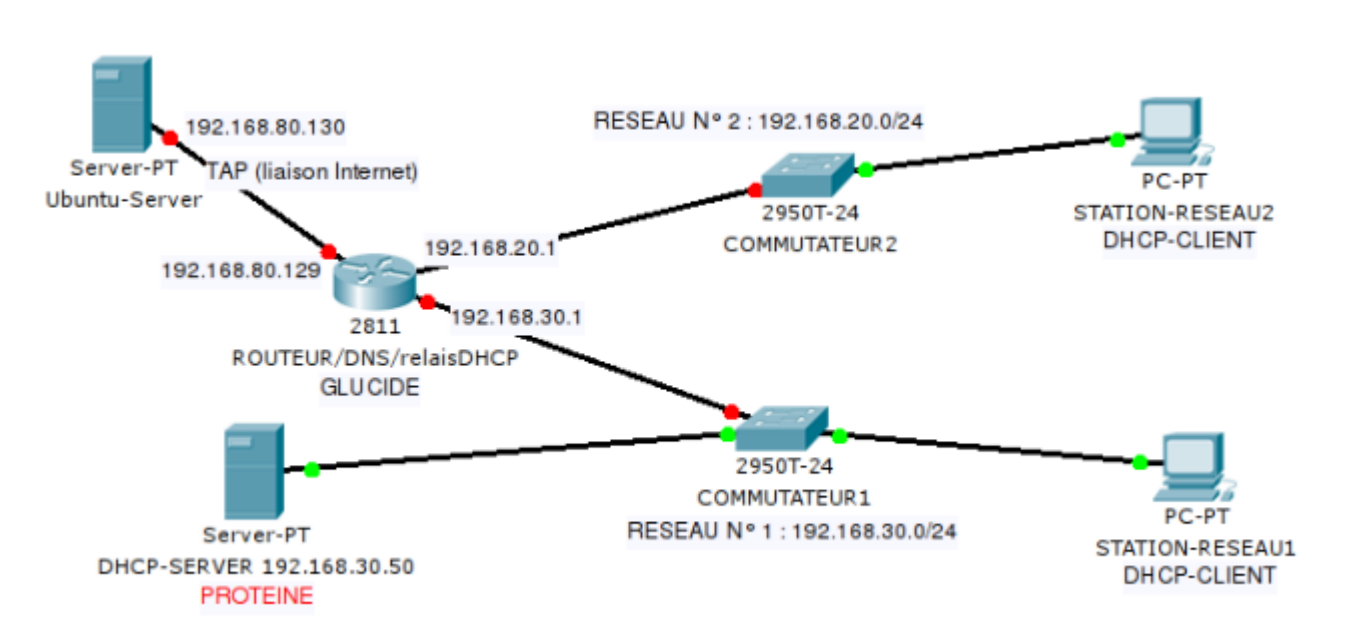 192.168.80.130
Server-PT
Ubuntu-Server
TAP (liaison Internet)
RESEAU N° 2 : 192.168.20.0/24
2950T-24
COMMUTATEUR2
PC-PT
STATION-RESEAU2
DHCP-CLIENT
192.168.20.1
192.168.80.129
192.168.30.1
2811
ROUTEUR/DNS/relaisDHCP
GLUCIDE
2950T-24
COMMUTATEUR1
RESEAU N° 1 : 192.168.30.0/24
Server-PT
DHCP-SERVER 192.168.30.50
PROTEINE
PC-PT
STATION-RESEAU1
DHCP-CLIENT